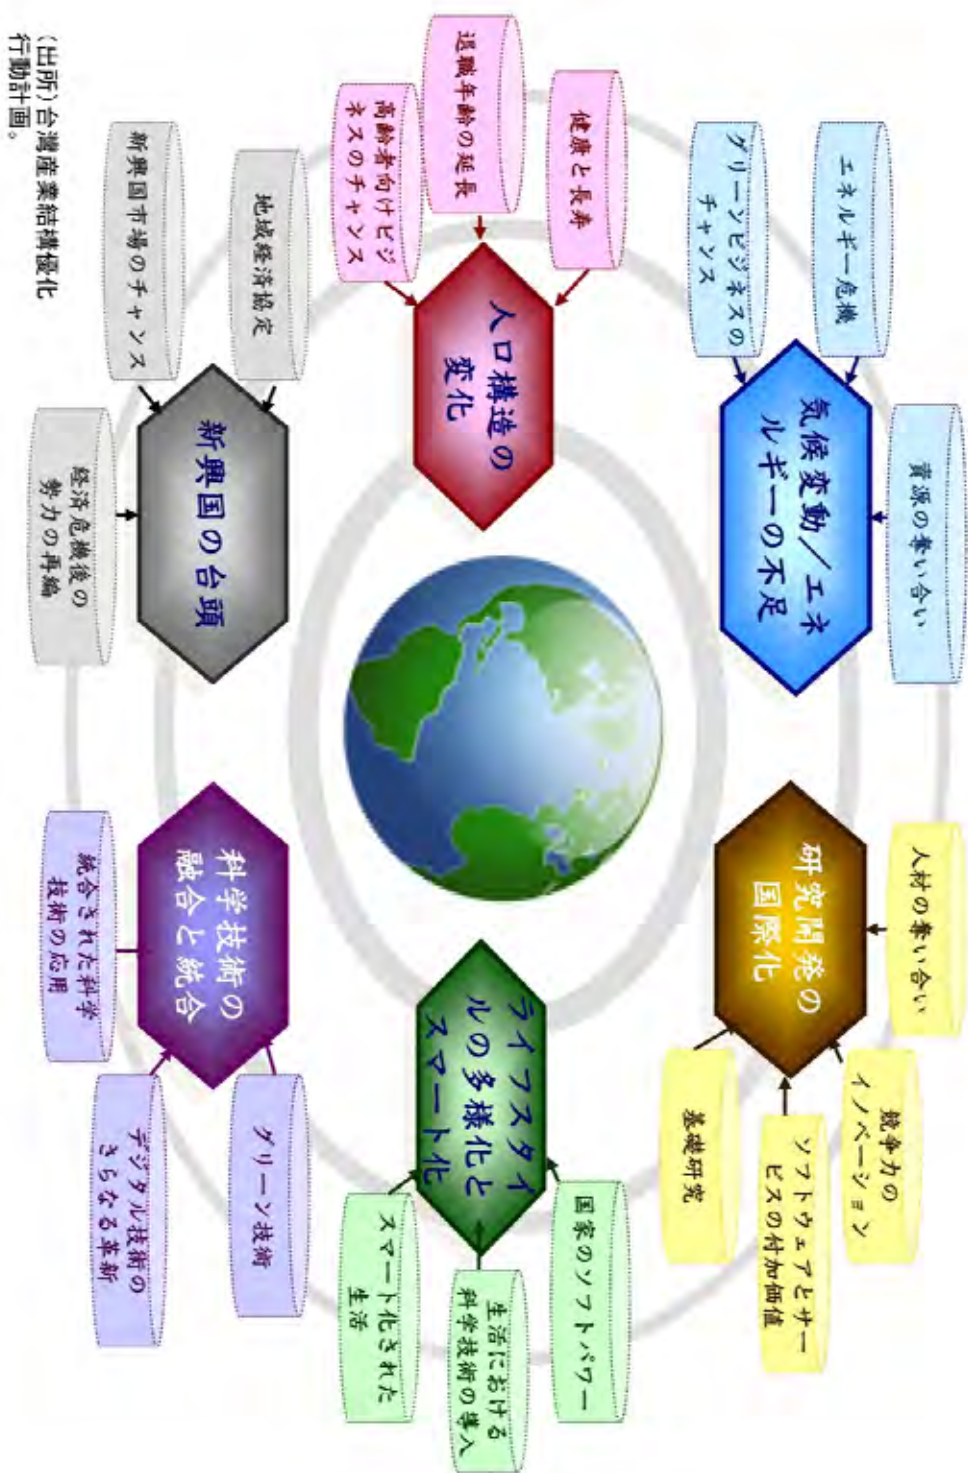 資源の奪い合い
エネルギー危機
グリーンビジネスの
チャンス
気候変動／エネ
ルギーの不足
人材の奪い合い
競争力の
イノベーション
ソフトウェアとサー
ビスの付加価値
基礎研究
研究開発の
国際化
健康と長寿
退職年齢の延長
高齢者向けビジ
ネスのチャンス
人口構造の
変化
国家のソフトパワー
生活における
科学技術の導入
スマート化された
生活
ライフスタイ
ルの多様化と
スマート化
地域経済協定
新興国市場のチャンス
経済危機後の
勢力の再編
新興国の台頭
グリーン技術
デジタル技術の
さらなる革新
統合された科学
技術の応用
科学技術の
融合と統合
（出所）台灣産業結構優化
行動計画。